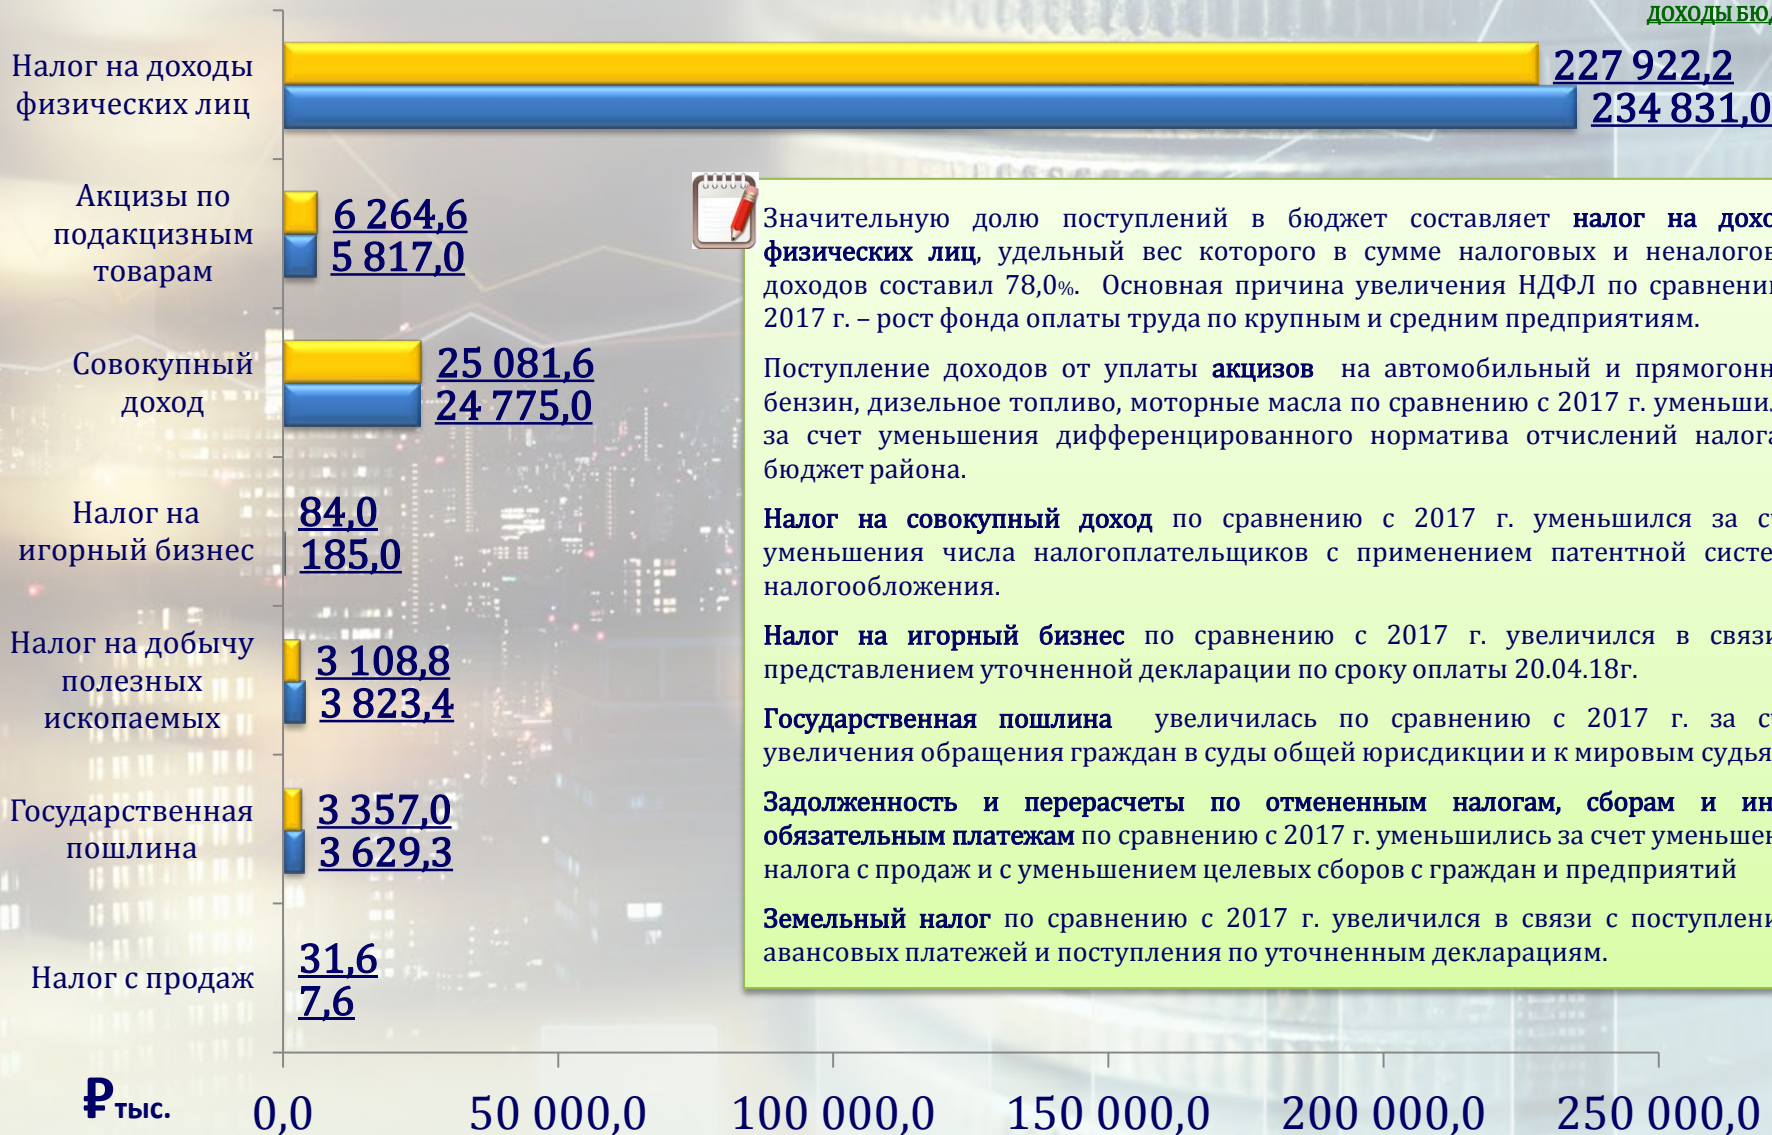 ДОХОДЫ БЮД
Налог на доходы
физических лиц
227 922,2
234 831,0
Акцизы по
подакцизным
товарам
6 264,6
5 817,0
Совокупный
доход
25 081,6
24 775,0
Налог на
игорный бизнес
84,0
185,0
Налог на добычу
полезных
ископаемых
3 108,8
3 823,4
Государственная
пошлина
3 357,0
3 629,3
Налог с продаж
31,6
7,6
Значительную долю поступлений в бюджет составляет налог на дохо
физических лиц, удельный вес которого в сумме налоговых и неналогов
доходов составил 78,0%. Основная причина увеличения НДФЛ по сравнени
2017 г. – рост фонда оплаты труда по крупным и средним предприятиям.
Поступление доходов от уплаты акцизов на автомобильный и прямогонн
бензин, дизельное топливо, моторные масла по сравнению с 2017 г. уменьши
за счет уменьшения дифференцированного норматива отчислений налога
бюджет района.
Налог на совокупный доход по сравнению с 2017 г. уменьшился за с
уменьшения числа налогоплательщиков с применением патентной систе
налогообложения.
Налог на игорный бизнес по сравнению с 2017 г. увеличился в связи
представлением уточненной декларации по сроку оплаты 20.04.18г.
Государственная пошлина увеличилась по сравнению с 2017 г. за с
увеличения обращения граждан в суды общей юрисдикции и к мировым судья
Задолженность и перерасчеты по отмененным налогам, сборам и ин
обязательным платежам по сравнению с 2017 г. уменьшились за счет уменьшен
налога с продаж и с уменьшением целевых сборов с граждан и предприятий
Земельный налог по сравнению с 2017 г. увеличился в связи с поступлени
авансовых платежей и поступления по уточненным декларациям.
₽тыс.
0,0 50 000,0 100 000,0 150 000,0 200 000,0 250 000,0